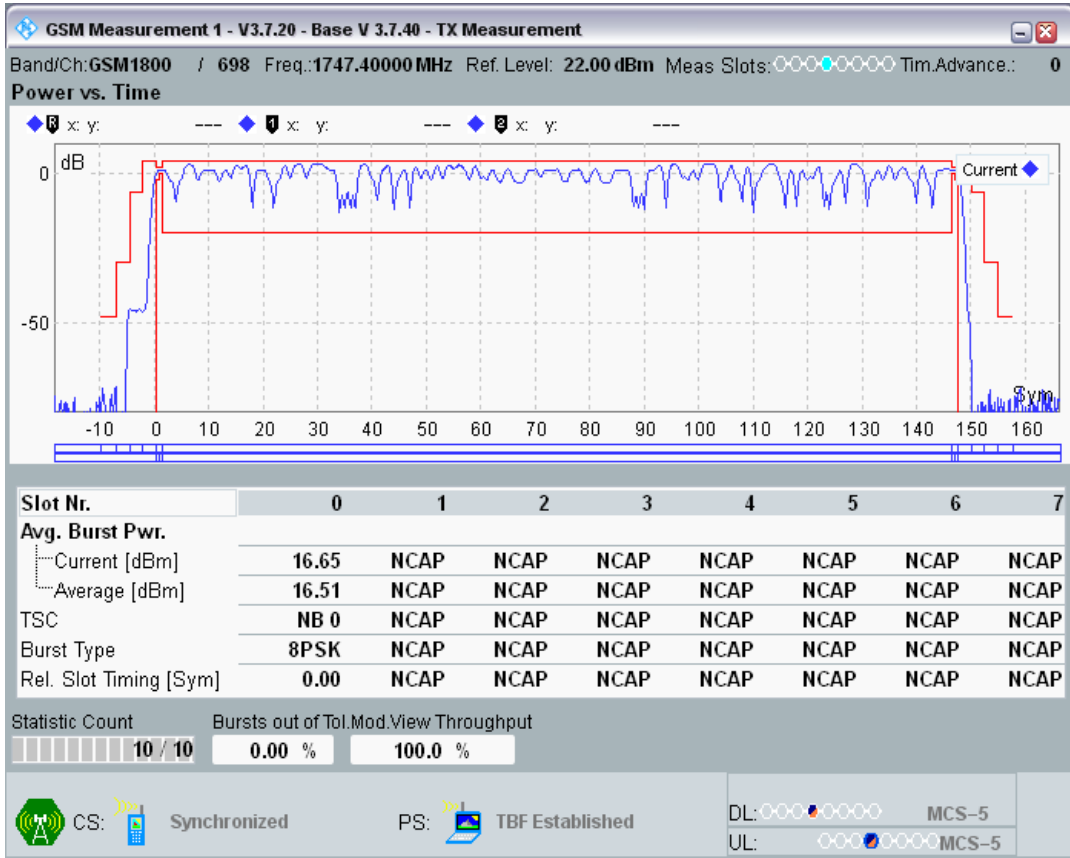 GSM Measurement 1 - V3.7.20 - Base V 3.7.40 - TX Measurement
Band/Ch:GSM1800 / 698 Freq.:1747.40000 MHz Ref. Level: 22.00 dBm Meas Slots: Tim.Advance.: 0
Power vs. Time
R x: y: --- 1 x: y: --- 2 x: y: ---
dB
Current
0
-50
Sym
-10 0 10 20 30 40 50 60 70 80 90 100 110 120 130 140 150 160
Slot Nr. 0 1 2 3 4 5 6 7
Avg. Burst Pwr.
Current [dBm] 16.65 NCAP NCAP NCAP NCAP NCAP NCAP NCAP
Average [dBm] 16.51 NCAP NCAP NCAP NCAP NCAP NCAP NCAP
TSC NB 0 NCAP NCAP NCAP NCAP NCAP NCAP NCAP
Burst Type 8PSK NCAP NCAP NCAP NCAP NCAP NCAP NCAP
Rel. Slot Timing [Sym] 0.00 NCAP NCAP NCAP NCAP NCAP NCAP NCAP
Statistic Count Bursts out of Tol.Mod.View Throughput
10 / 10 0.00 % 100.0 %
CS: Synchronized PS: TBF Established
DL: MCS-5
UL: MCS-5